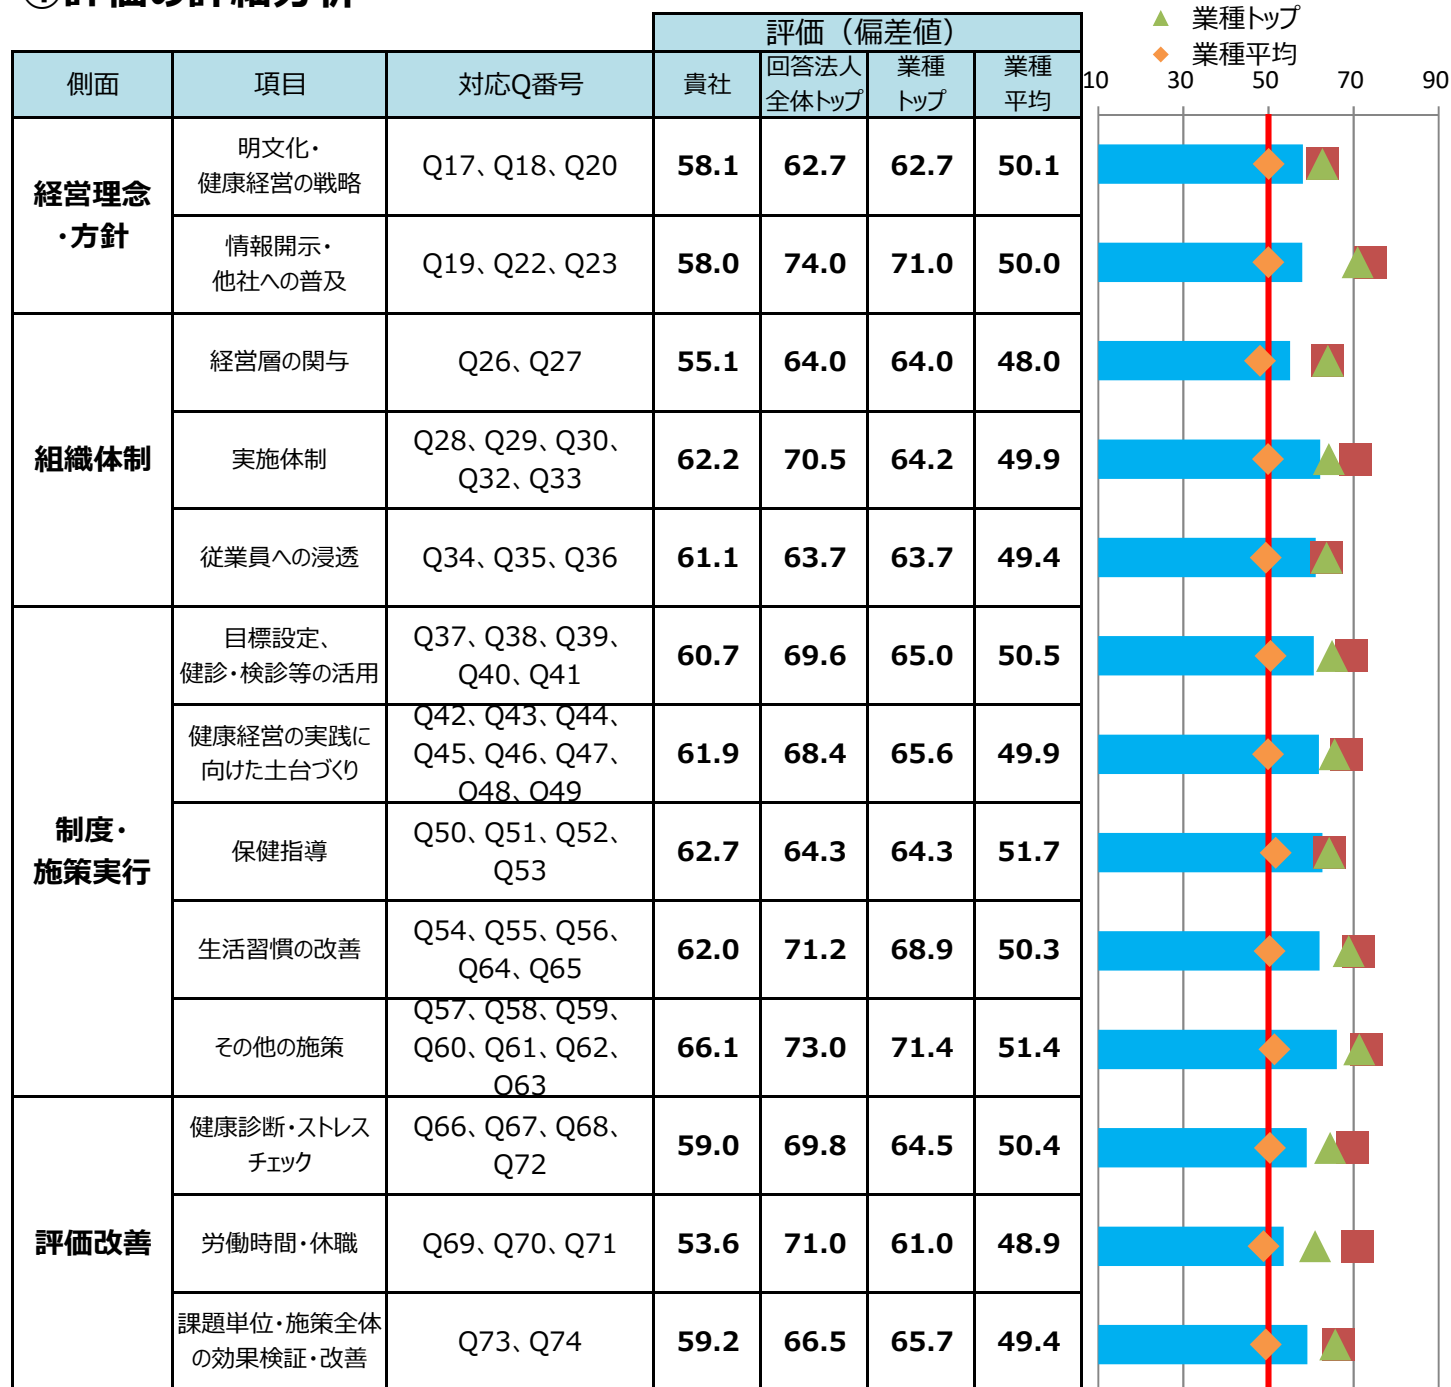 ①評価の詳細分析
▲ 業種トップ
◆ 業種平均
評価（偏差値）
側面 項目 対応Q番号 貴社 回答法人 業種 業種
全体トップ トップ 平均
10 30 50 70 90
経営理念
・方針
明文化・
健康経営の戦略
Q17、Q18、Q20 58.1 62.7 62.7 50.1
情報開示・
他社への普及
Q19、Q22、Q23 58.0 74.0 71.0 50.0
組織体制
経営層の関与 Q26、Q27 55.1 64.0 64.0 48.0
実施体制
Q28、Q29、Q30、
Q32、Q33
62.2 70.5 64.2 49.9
従業員への浸透 Q34、Q35、Q36 61.1 63.7 63.7 49.4
制度・
施策実行
目標設定、
健診・検診等の活用
Q37、Q38、Q39、
Q40、Q41
60.7 69.6 65.0 50.5
健康経営の実践に
向けた土台づくり
Q42、Q43、Q44、
Q45、Q46、Q47、
Q48、Q49
61.9 68.4 65.6 49.9
保健指導
Q50、Q51、Q52、
Q53
62.7 64.3 64.3 51.7
生活習慣の改善
Q54、Q55、Q56、
Q64、Q65
62.0 71.2 68.9 50.3
その他の施策
Q57、Q58、Q59、
Q60、Q61、Q62、
Q63
66.1 73.0 71.4 51.4
評価改善
健康診断・ストレス
チェック
Q66、Q67、Q68、
Q72
59.0 69.8 64.5 50.4
労働時間・休職 Q69、Q70、Q71 53.6 71.0 61.0 48.9
課題単位・施策全体
の効果検証・改善
Q73、Q74 59.2 66.5 65.7 49.4